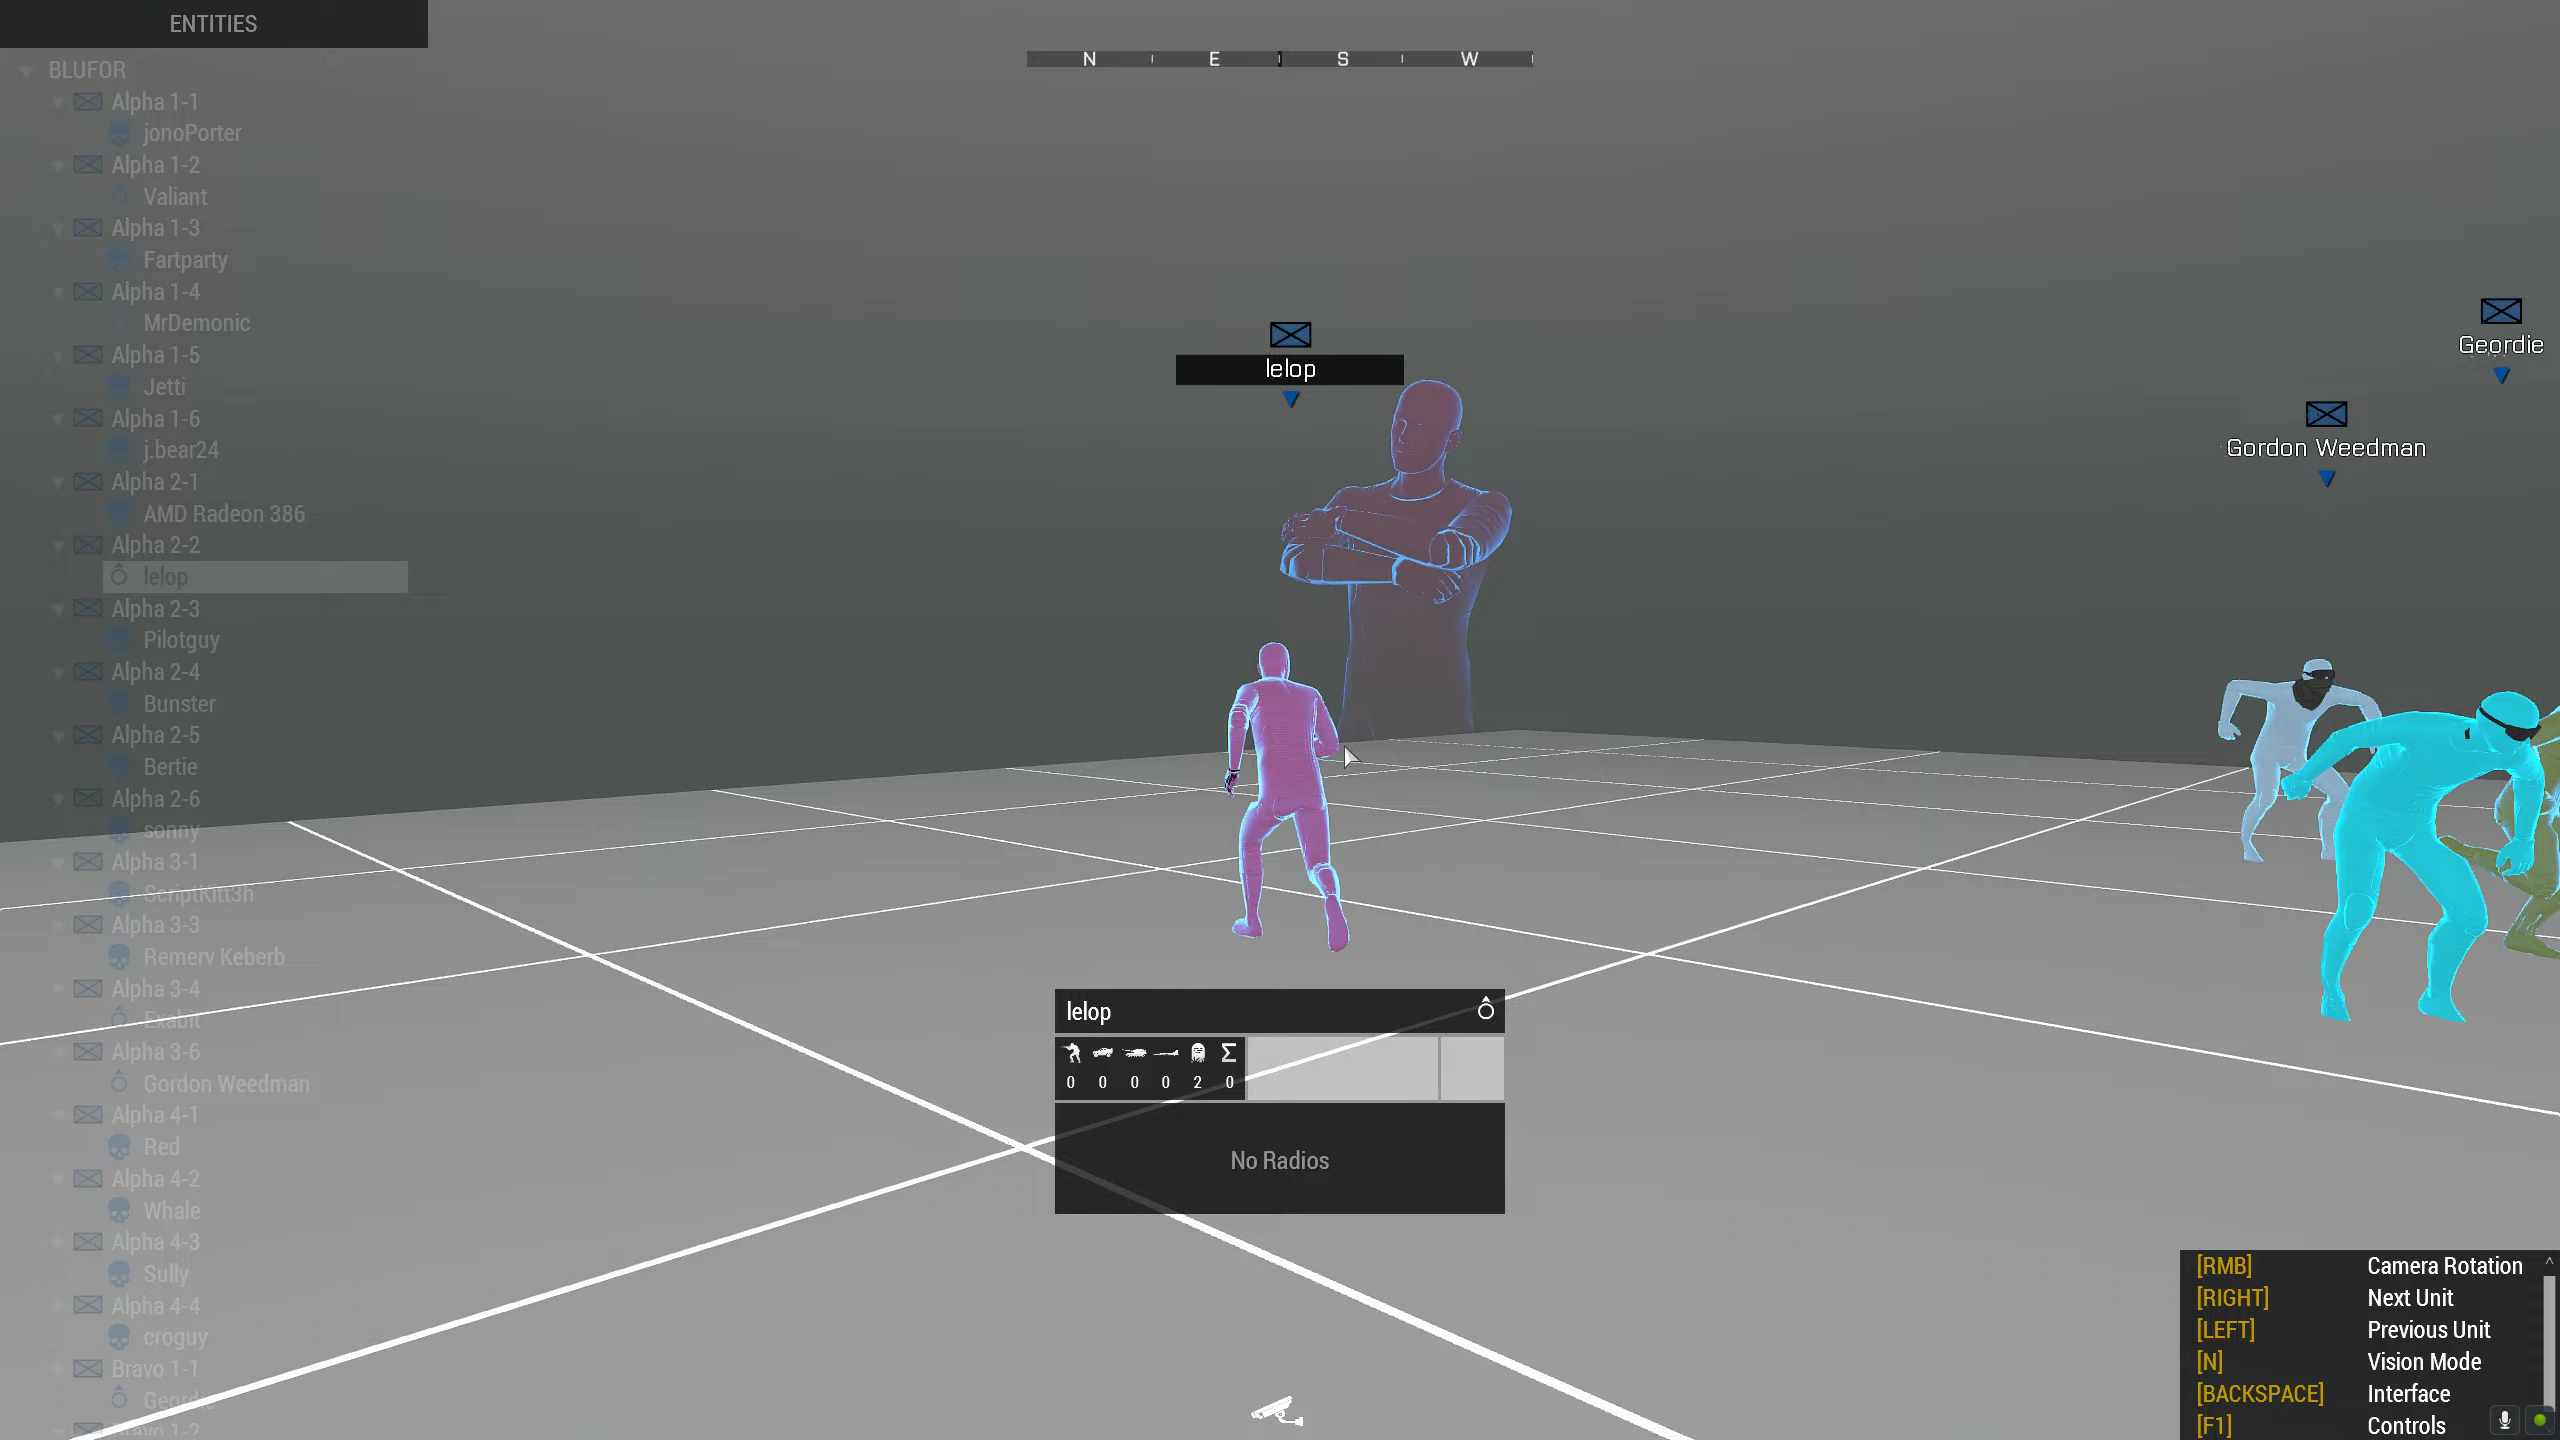 ENTITIES
BLUFOR
Alpha 1-1
jonoPorter
Alpha 1-2
Valiant
Alpha 1-3
Fartparty
Alpha 1-4
MrDemonic
Alpha 1-5
Jetti
Alpha 1-6
j.bear24
Alpha 2-1
AMD Radeon 386
Alpha 2-2
lelop
Alpha 2-3
Pilotguy
Alpha 2-4
Bunster
Alpha 2-5
Bertie
Alpha 2-6
sonny
Alpha 3-1
ScriptKitt3h
Alpha 3-3
Remerv Keberb
Alpha 3-4
Exabit
Alpha 3-6
Gordon Weedman
Alpha 4-1
Red
Alpha 4-2
Whale
Alpha 4-3
Sully
Alpha 4-4
croguy
Bravo 1-1
Geordie
Bravo 1-2
N E S W
lelop
Geordie
Gordon Weedman
lelop
Σ
0 0 0 0 2 0
No Radios
[RMB] Camera Rotation
[RIGHT] Next Unit
[LEFT] Previous Unit
[N] Vision Mode
[BACKSPACE] Interface
[F1] Controls